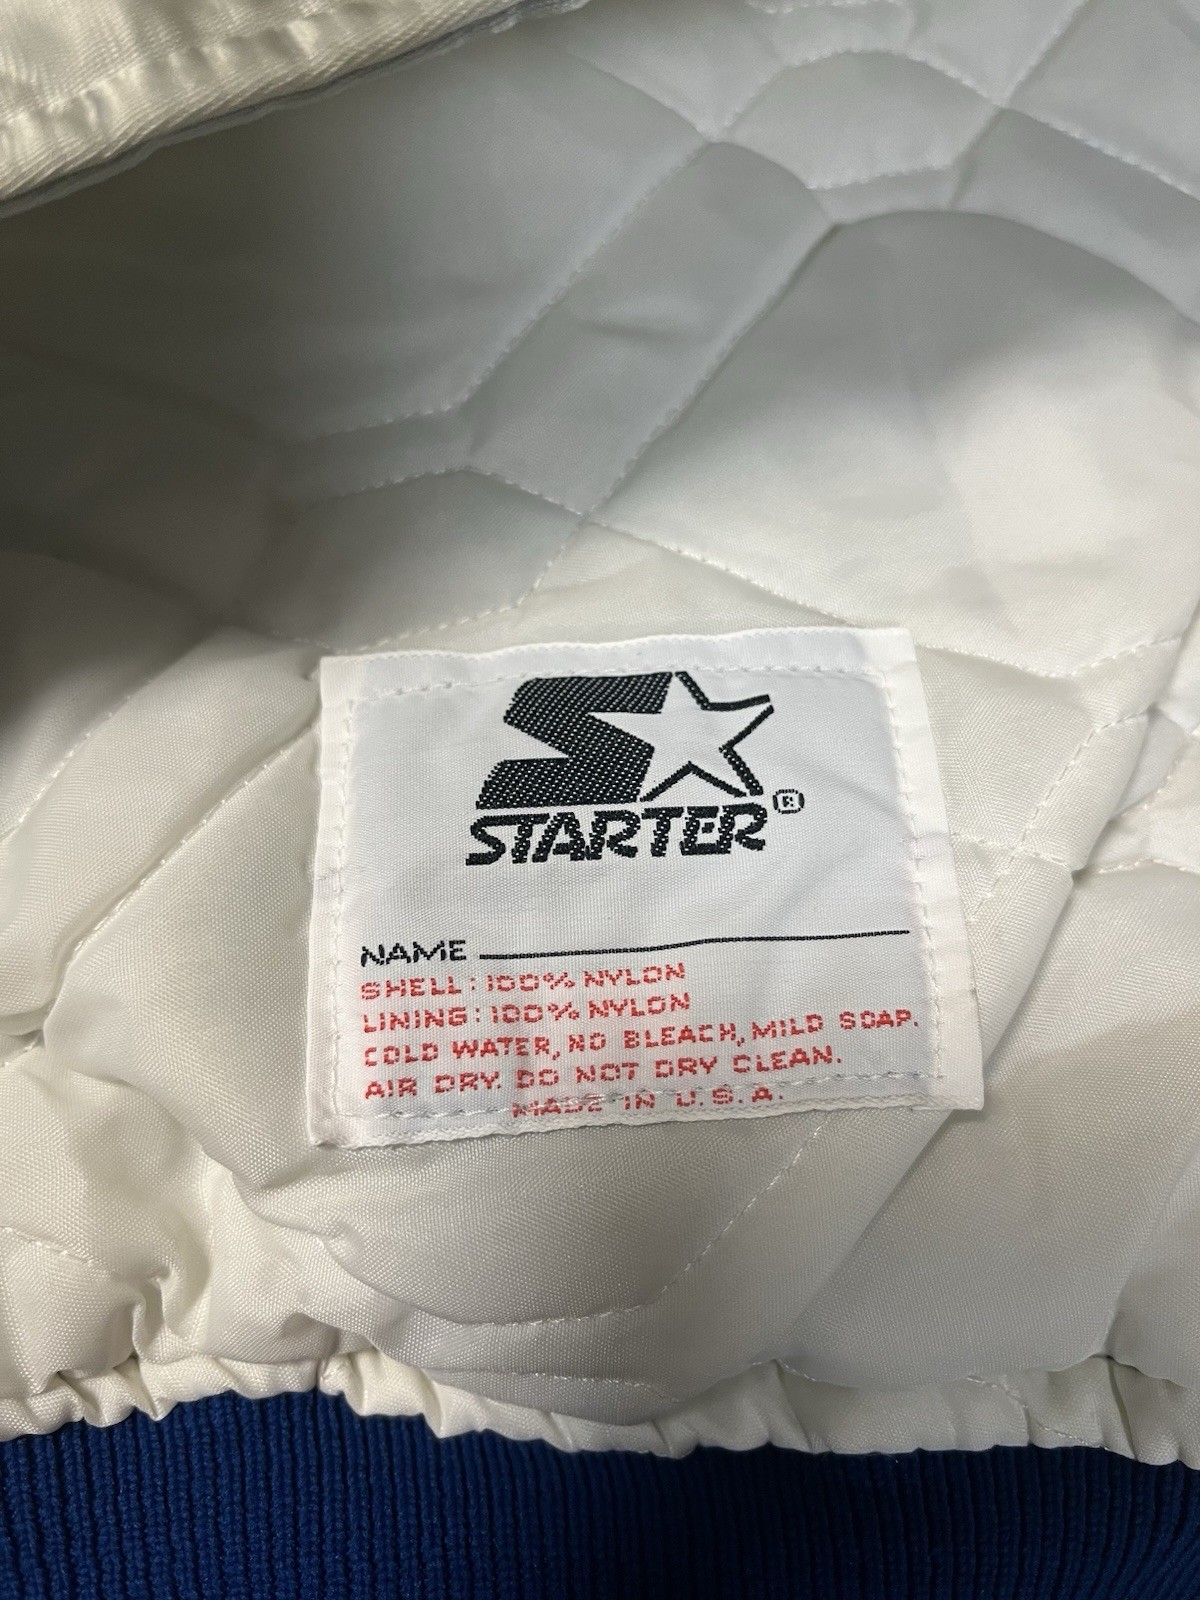 STARTER®
NAME
SHELL: 100% NYLON
LINING: 100% NYLON
COLD WATER, NO BLEACH, MILD SOAP.
AIR DRY. DO NOT DRY CLEAN.
MADE IN U.S.A.